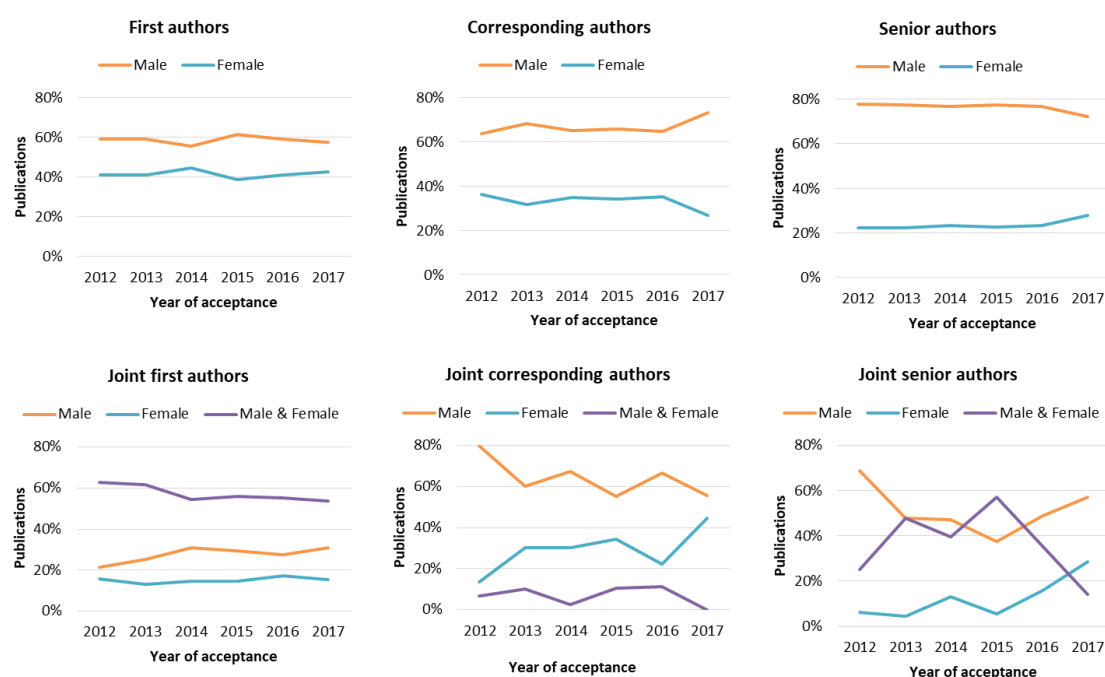 First authors
Male Female
80%
60%
40%
20%
0%
Publications
2012 2013 2014 2015 2016 2017
Year of acceptance
Corresponding authors
Male Female
80%
60%
40%
20%
0%
Publications
2012 2013 2014 2015 2016 2017
Year of acceptance
Senior authors
Male Female
80%
60%
40%
20%
0%
Publications
2012 2013 2014 2015 2016 2017
Year of acceptance
Joint first authors
Male Female Male & Female
80%
60%
40%
20%
0%
Publications
2012 2013 2014 2015 2016 2017
Year of acceptance
Joint corresponding authors
Male Female Male & Female
80%
60%
40%
20%
0%
Publications
2012 2013 2014 2015 2016 2017
Year of acceptance
Joint senior authors
Male Female Male & Female
80%
60%
40%
20%
0%
Publications
2012 2013 2014 2015 2016 2017
Year of acceptance